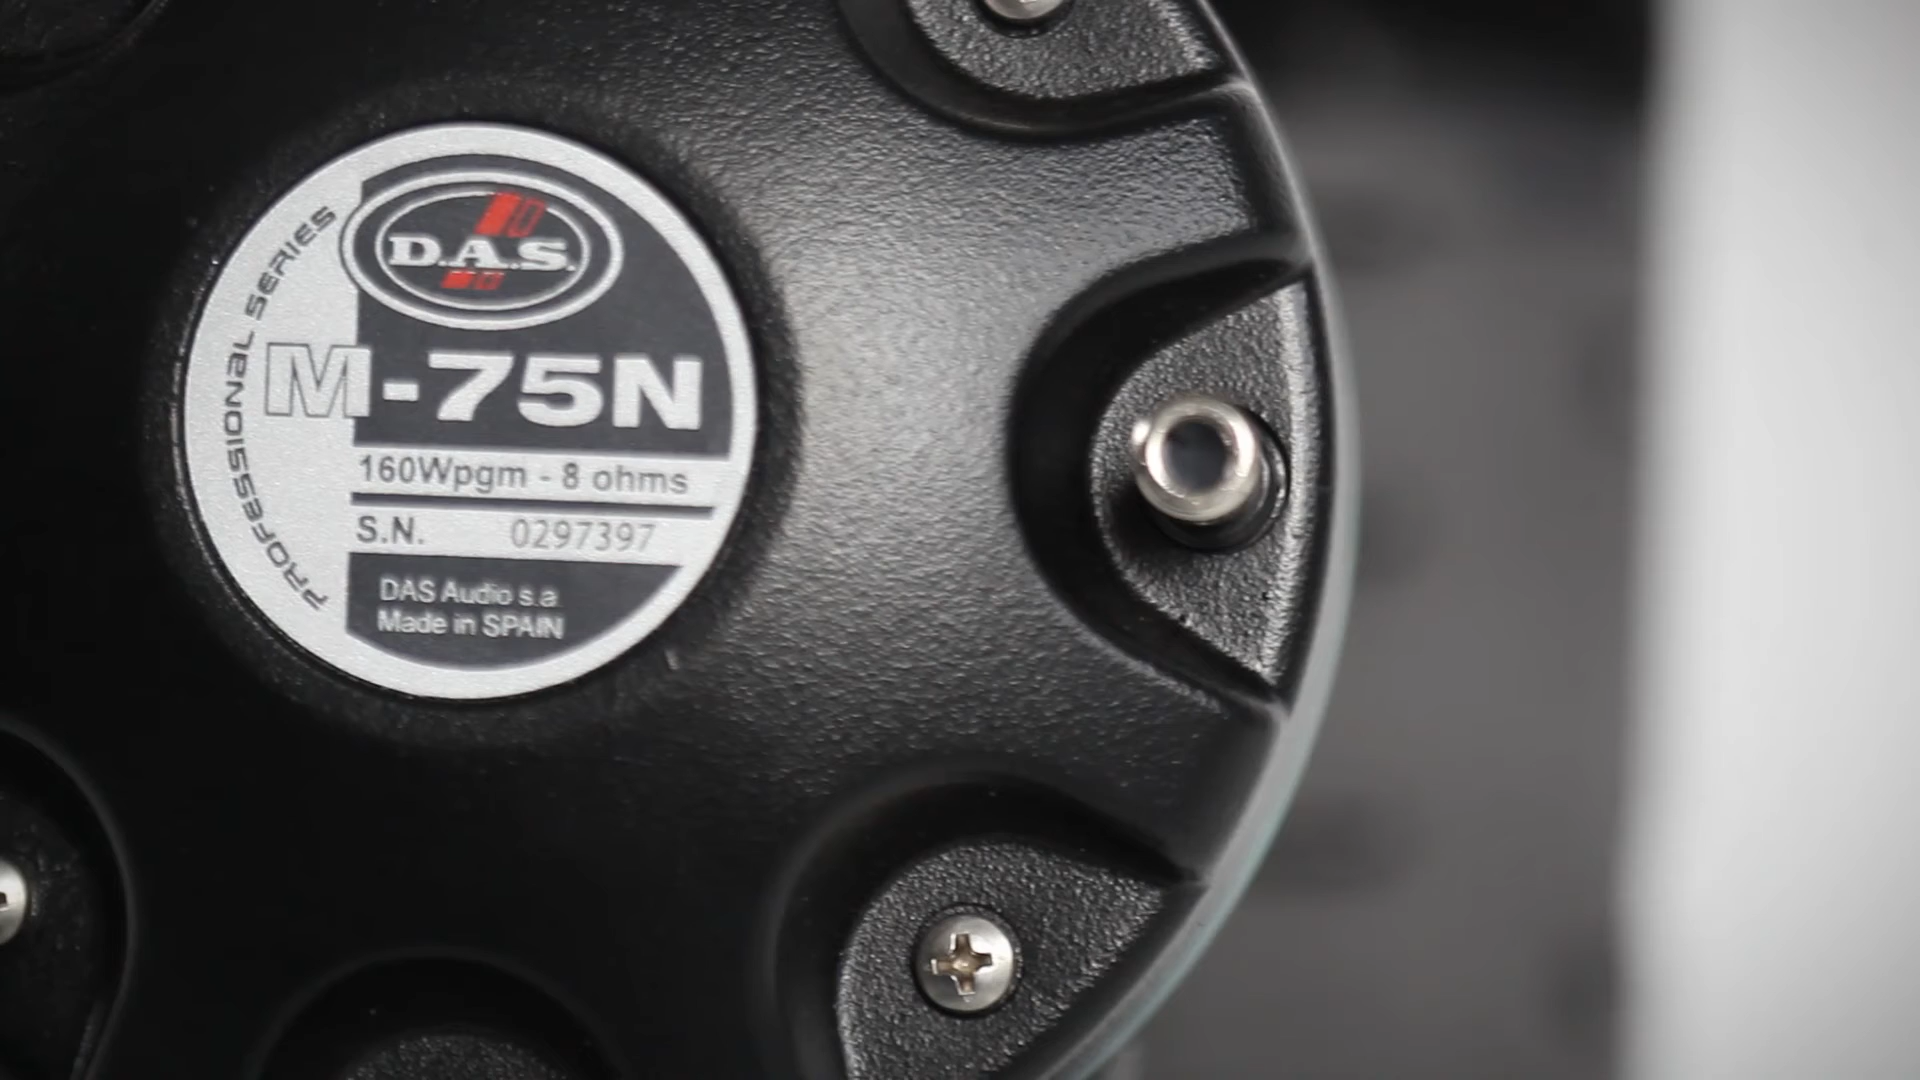 PROFESSIONAL SERIES
D.A.S.
M-75N
160Wpgm - 8 ohms
S.N. 0297397
DAS Audio s.a.
Made in SPAIN